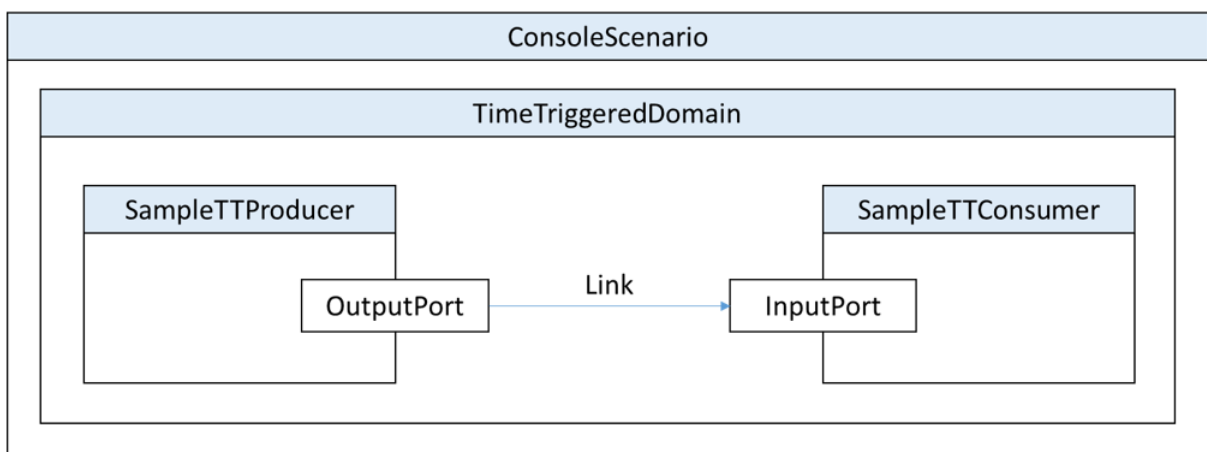 ConsoleScenario
TimeTriggeredDomain
SampleTTProducer
SampleTTConsumer
Link
OutputPort
InputPort